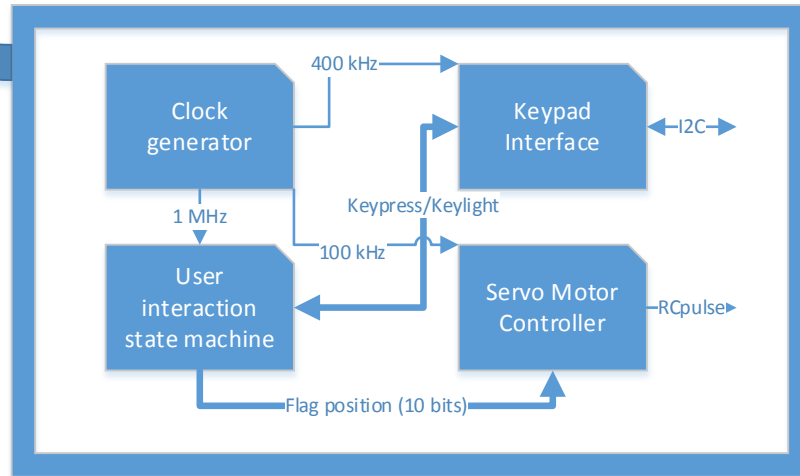 400 kHz
Clock
generator
Keypad
Interface
I2C
Keypress/Keylight
1 MHz
100 kHz
User
interaction
state machine
Servo Motor
Controller
RCpulse
Flag position (10 bits)